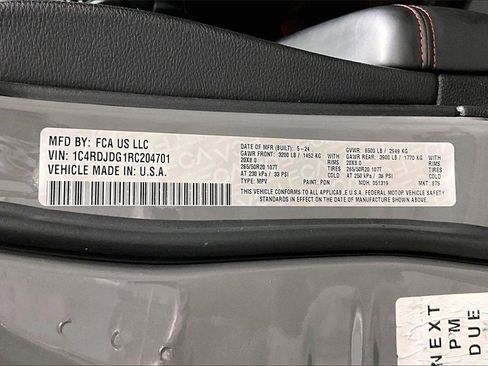 MFD BY: FCA US LLC
VIN: 1C4RDJDG1RC204701
VEHICLE MADE IN: U.S.A.
DATE OF MFR (BUILT): 5-24 GVWR: 6500 LB / 2949 KG
GAWR FRONT: 3200 LB / 1452 KG WITH GAWR REAR: 3900 LB / 1770 KG WITH
20X8.0 RIMS 20X8.0 RIMS
265/50R20 107T TIRES 265/50R20 107T TIRES
AT 230 kPa / 33 PSI COLD AT 250 kPa / 36 PSI COLD
TYPE: MPV PAINT: PDN MDH: 051319 MKT: BTS
THIS VEHICLE CONFORMS TO ALL APPLICABLE U.S.A. FEDERAL MOTOR VEHICLE SAFETY
STANDARDS IN EFFECT ON THE DATE OF MANUFACTURE SHOWN ABOVE
NEXT
PM
DUE